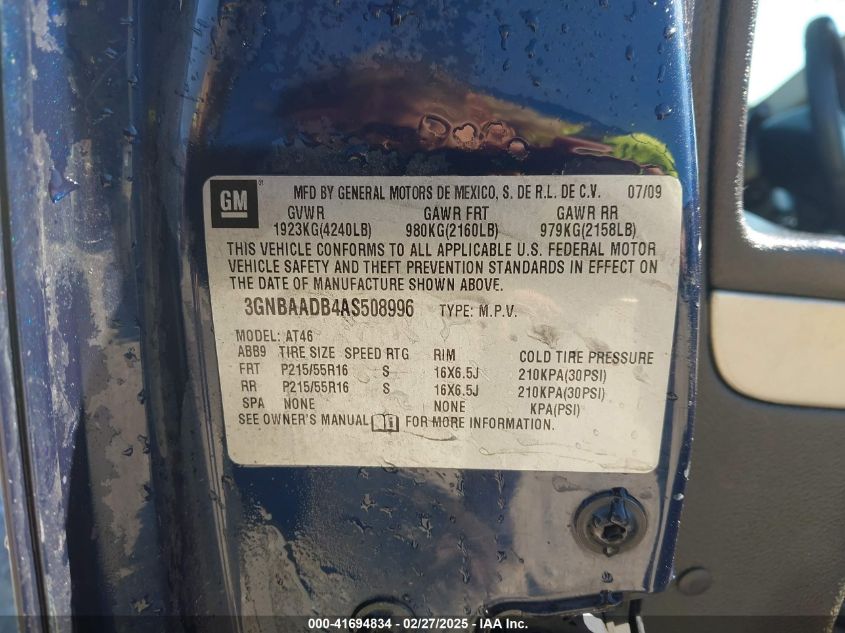 GM MFD BY GENERAL MOTORS DE MEXICO, S. DE R.L. DE C.V. 07/09
GVWR GAWR FRT GAWR RR
1923KG(4240LB) 980KG(2160LB) 979KG(2158LB)
THIS VEHICLE CONFORMS TO ALL APPLICABLE U.S. FEDERAL MOTOR
VEHICLE SAFETY AND THEFT PREVENTION STANDARDS IN EFFECT ON
THE DATE OF MANUFACTURE SHOWN ABOVE.
3GNBAADB4AS508996 TYPE: M.P.V.
MODEL: AT46
ABB9 TIRE SIZE SPEED RTG RIM COLD TIRE PRESSURE
FRT P215/55R16 S 16X6.5J 210KPA(30PSI)
RR P215/55R16 S 16X6.5J 210KPA(30PSI)
SPA NONE NONE KPA(PSI)
SEE OWNER'S MANUAL FOR MORE INFORMATION.
000-41694834 - 02/27/2025 - IAA Inc.